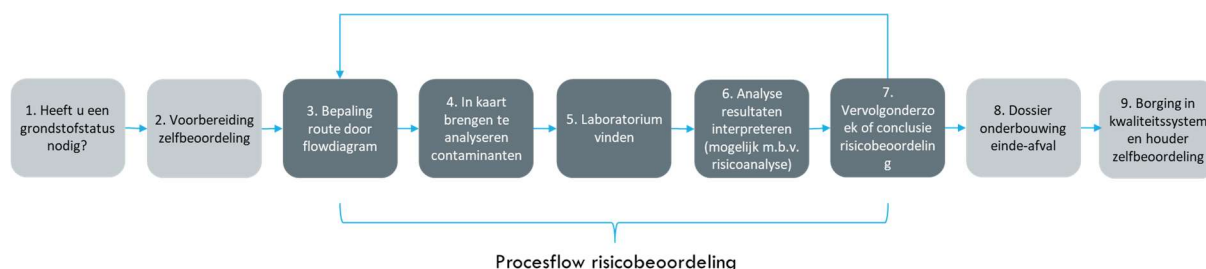 1. Heeft u een
grondstofstatus
nodig?
2. Voorbereiding
zelfbeoordeling
3. Bepaling
route door
flowdiagram
4. In kaart
brengen te
analyseren
contaminanten
5. Laboratorium
vinden
6. Analyse
resultaten
interpreteren
(mogelijk m.b.v.
risicoanalyse)
7.
Vervolgonderzo
ek of conclusie
risicobeoordelin
g
8. Dossier
onderbouwing
einde-afval
9. Borging in
kwaliteitssysteem
en houder
zelfbeoordeling
Procesflow risicobeoordeling